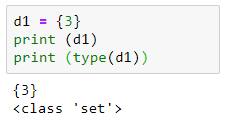 d1 = {3}
print (d1)
print (type(d1))
{3}
<class 'set'>